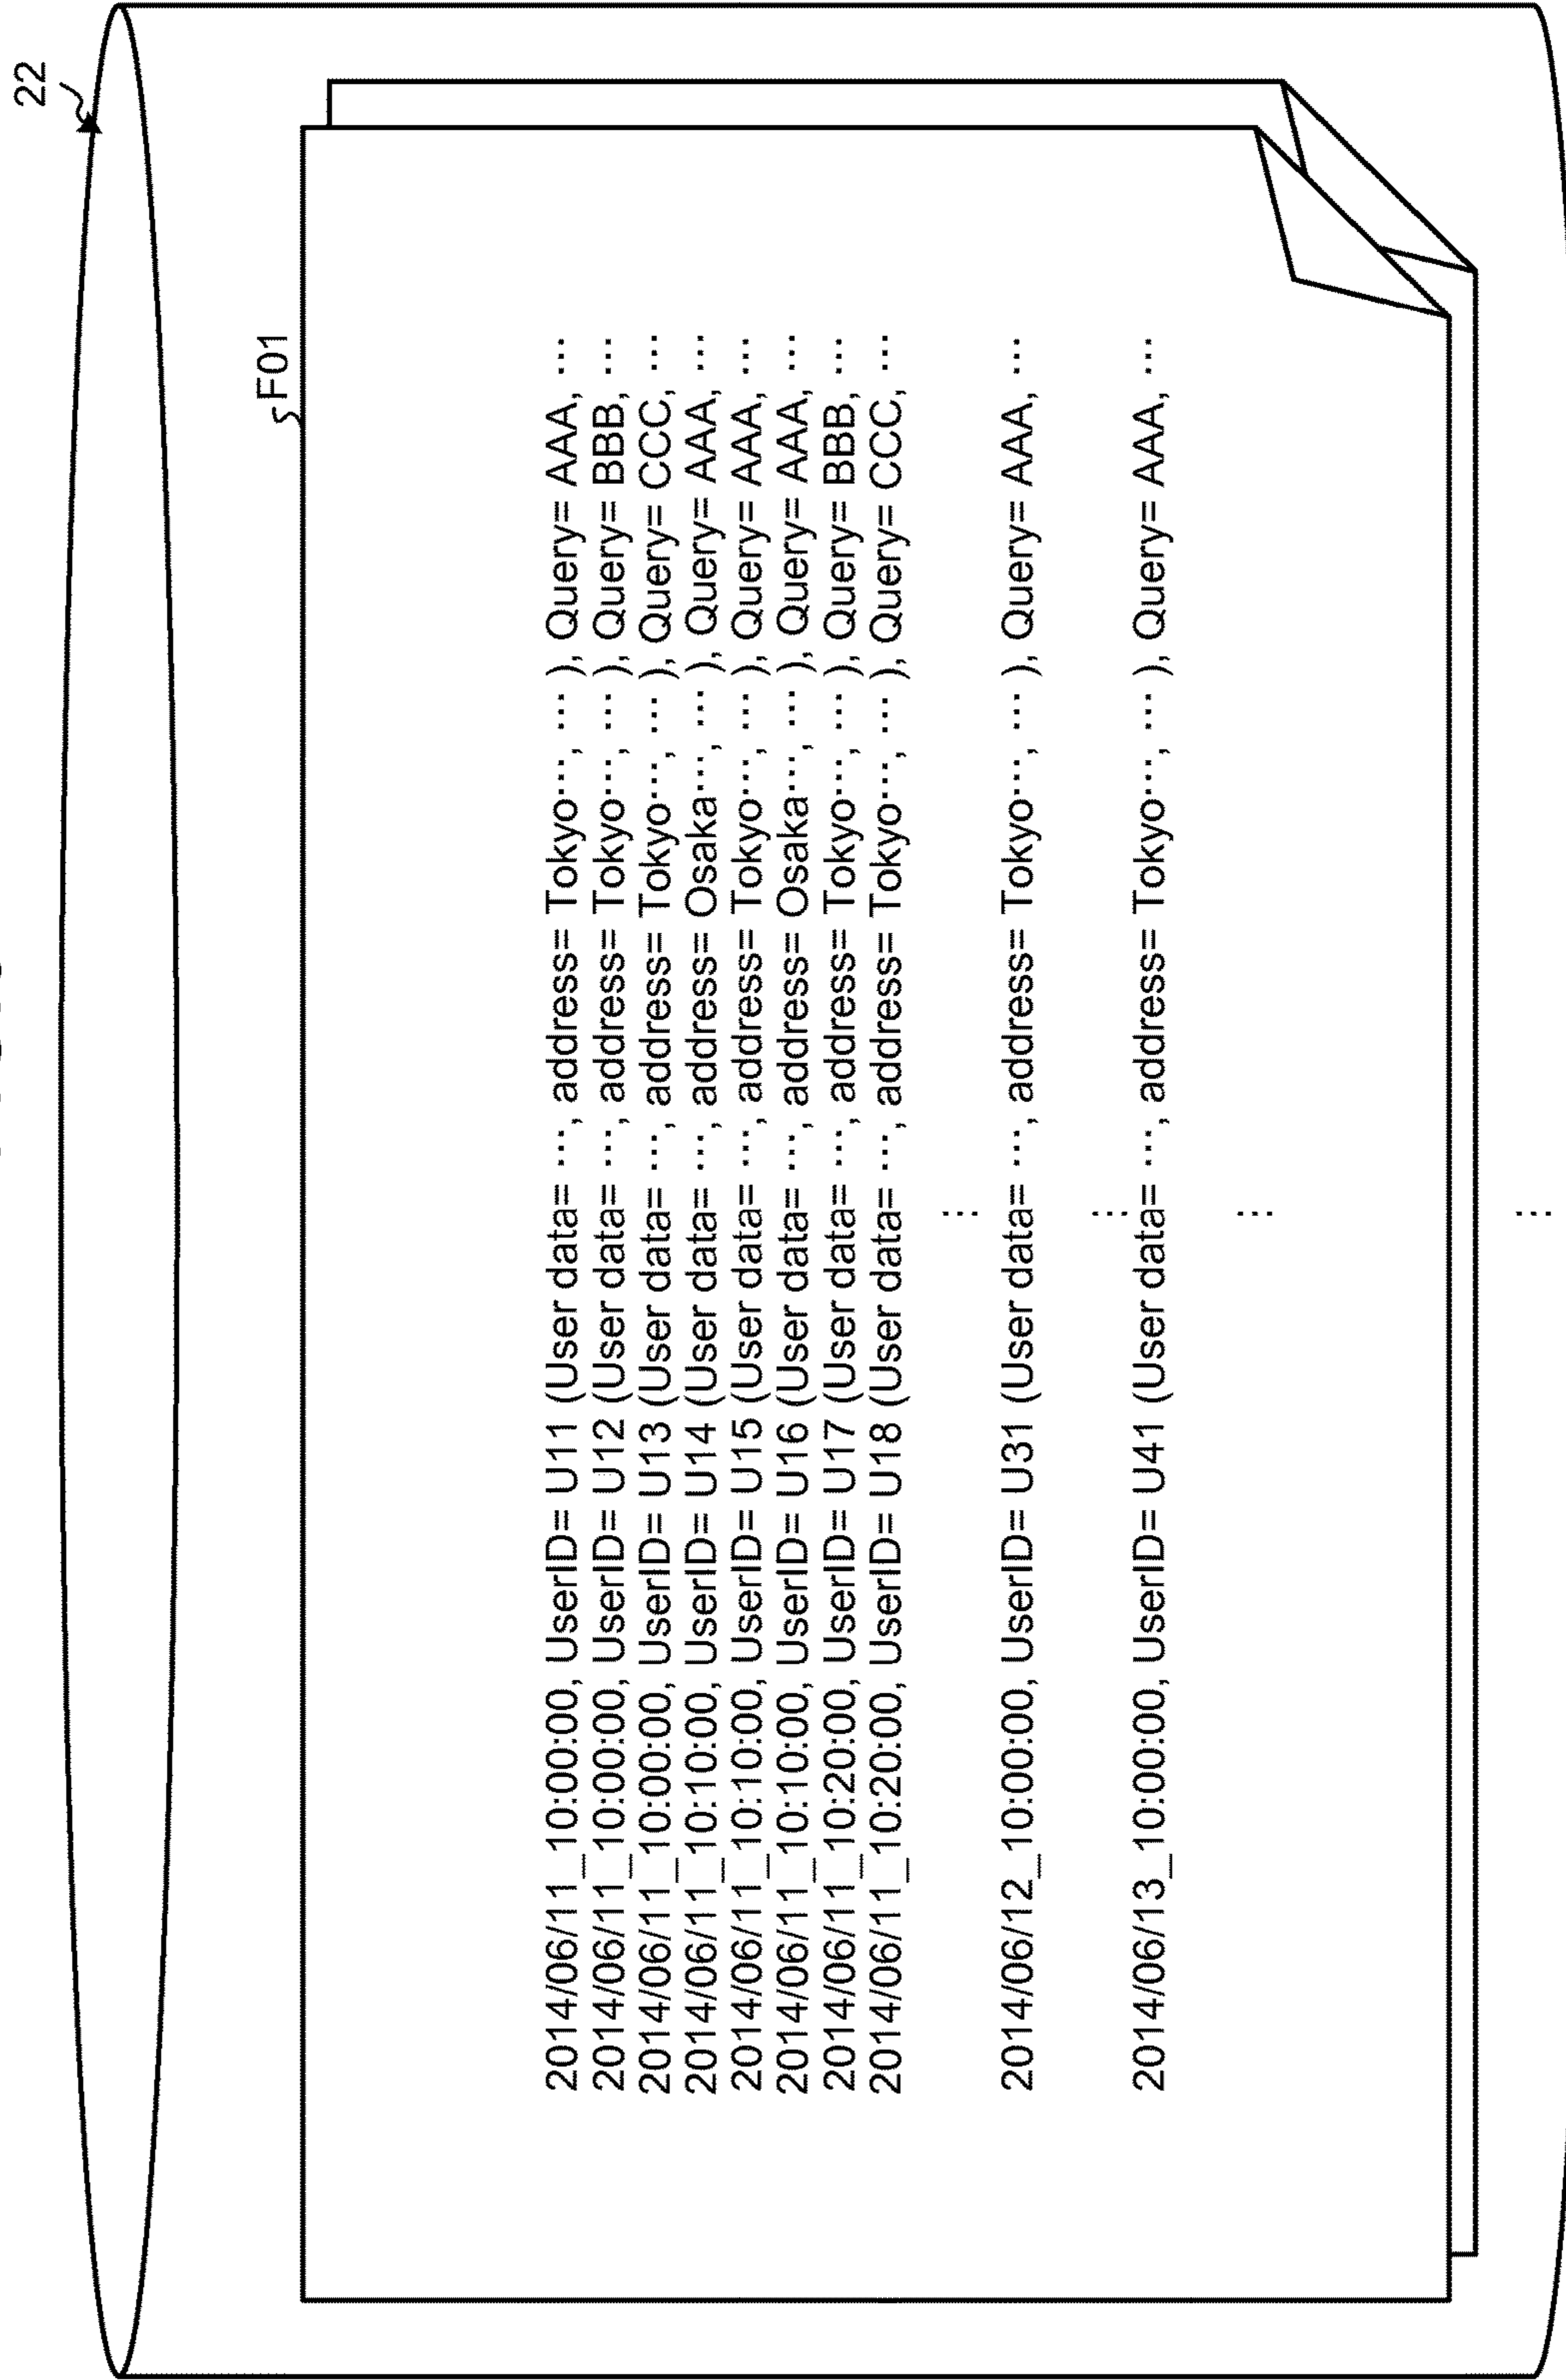 22
F01
2014/06/11_10:00:00, UserID= U11 (User data= …, address= Tokyo…, … ), Query= AAA, …
2014/06/11_10:00:00, UserID= U12 (User data= …, address= Tokyo…, … ), Query= BBB, …
2014/06/11_10:00:00, UserID= U13 (User data= …, address= Tokyo…, … ), Query= CCC, …
2014/06/11_10:10:00, UserID= U14 (User data= …, address= Osaka…, … ), Query= AAA, …
2014/06/11_10:10:00, UserID= U15 (User data= …, address= Tokyo…, … ), Query= AAA, …
2014/06/11_10:10:00, UserID= U16 (User data= …, address= Osaka…, … ), Query= AAA, …
2014/06/11_10:20:00, UserID= U17 (User data= …, address= Tokyo…, … ), Query= BBB, …
2014/06/11_10:20:00, UserID= U18 (User data= …, address= Tokyo…, … ), Query= CCC, …
⋮
2014/06/12_10:00:00, UserID= U31 (User data= …, address= Tokyo…, … ), Query= AAA, …
⋮
2014/06/13_10:00:00, UserID= U41 (User data= …, address= Tokyo…, … ), Query= AAA, …
⋮
⋮